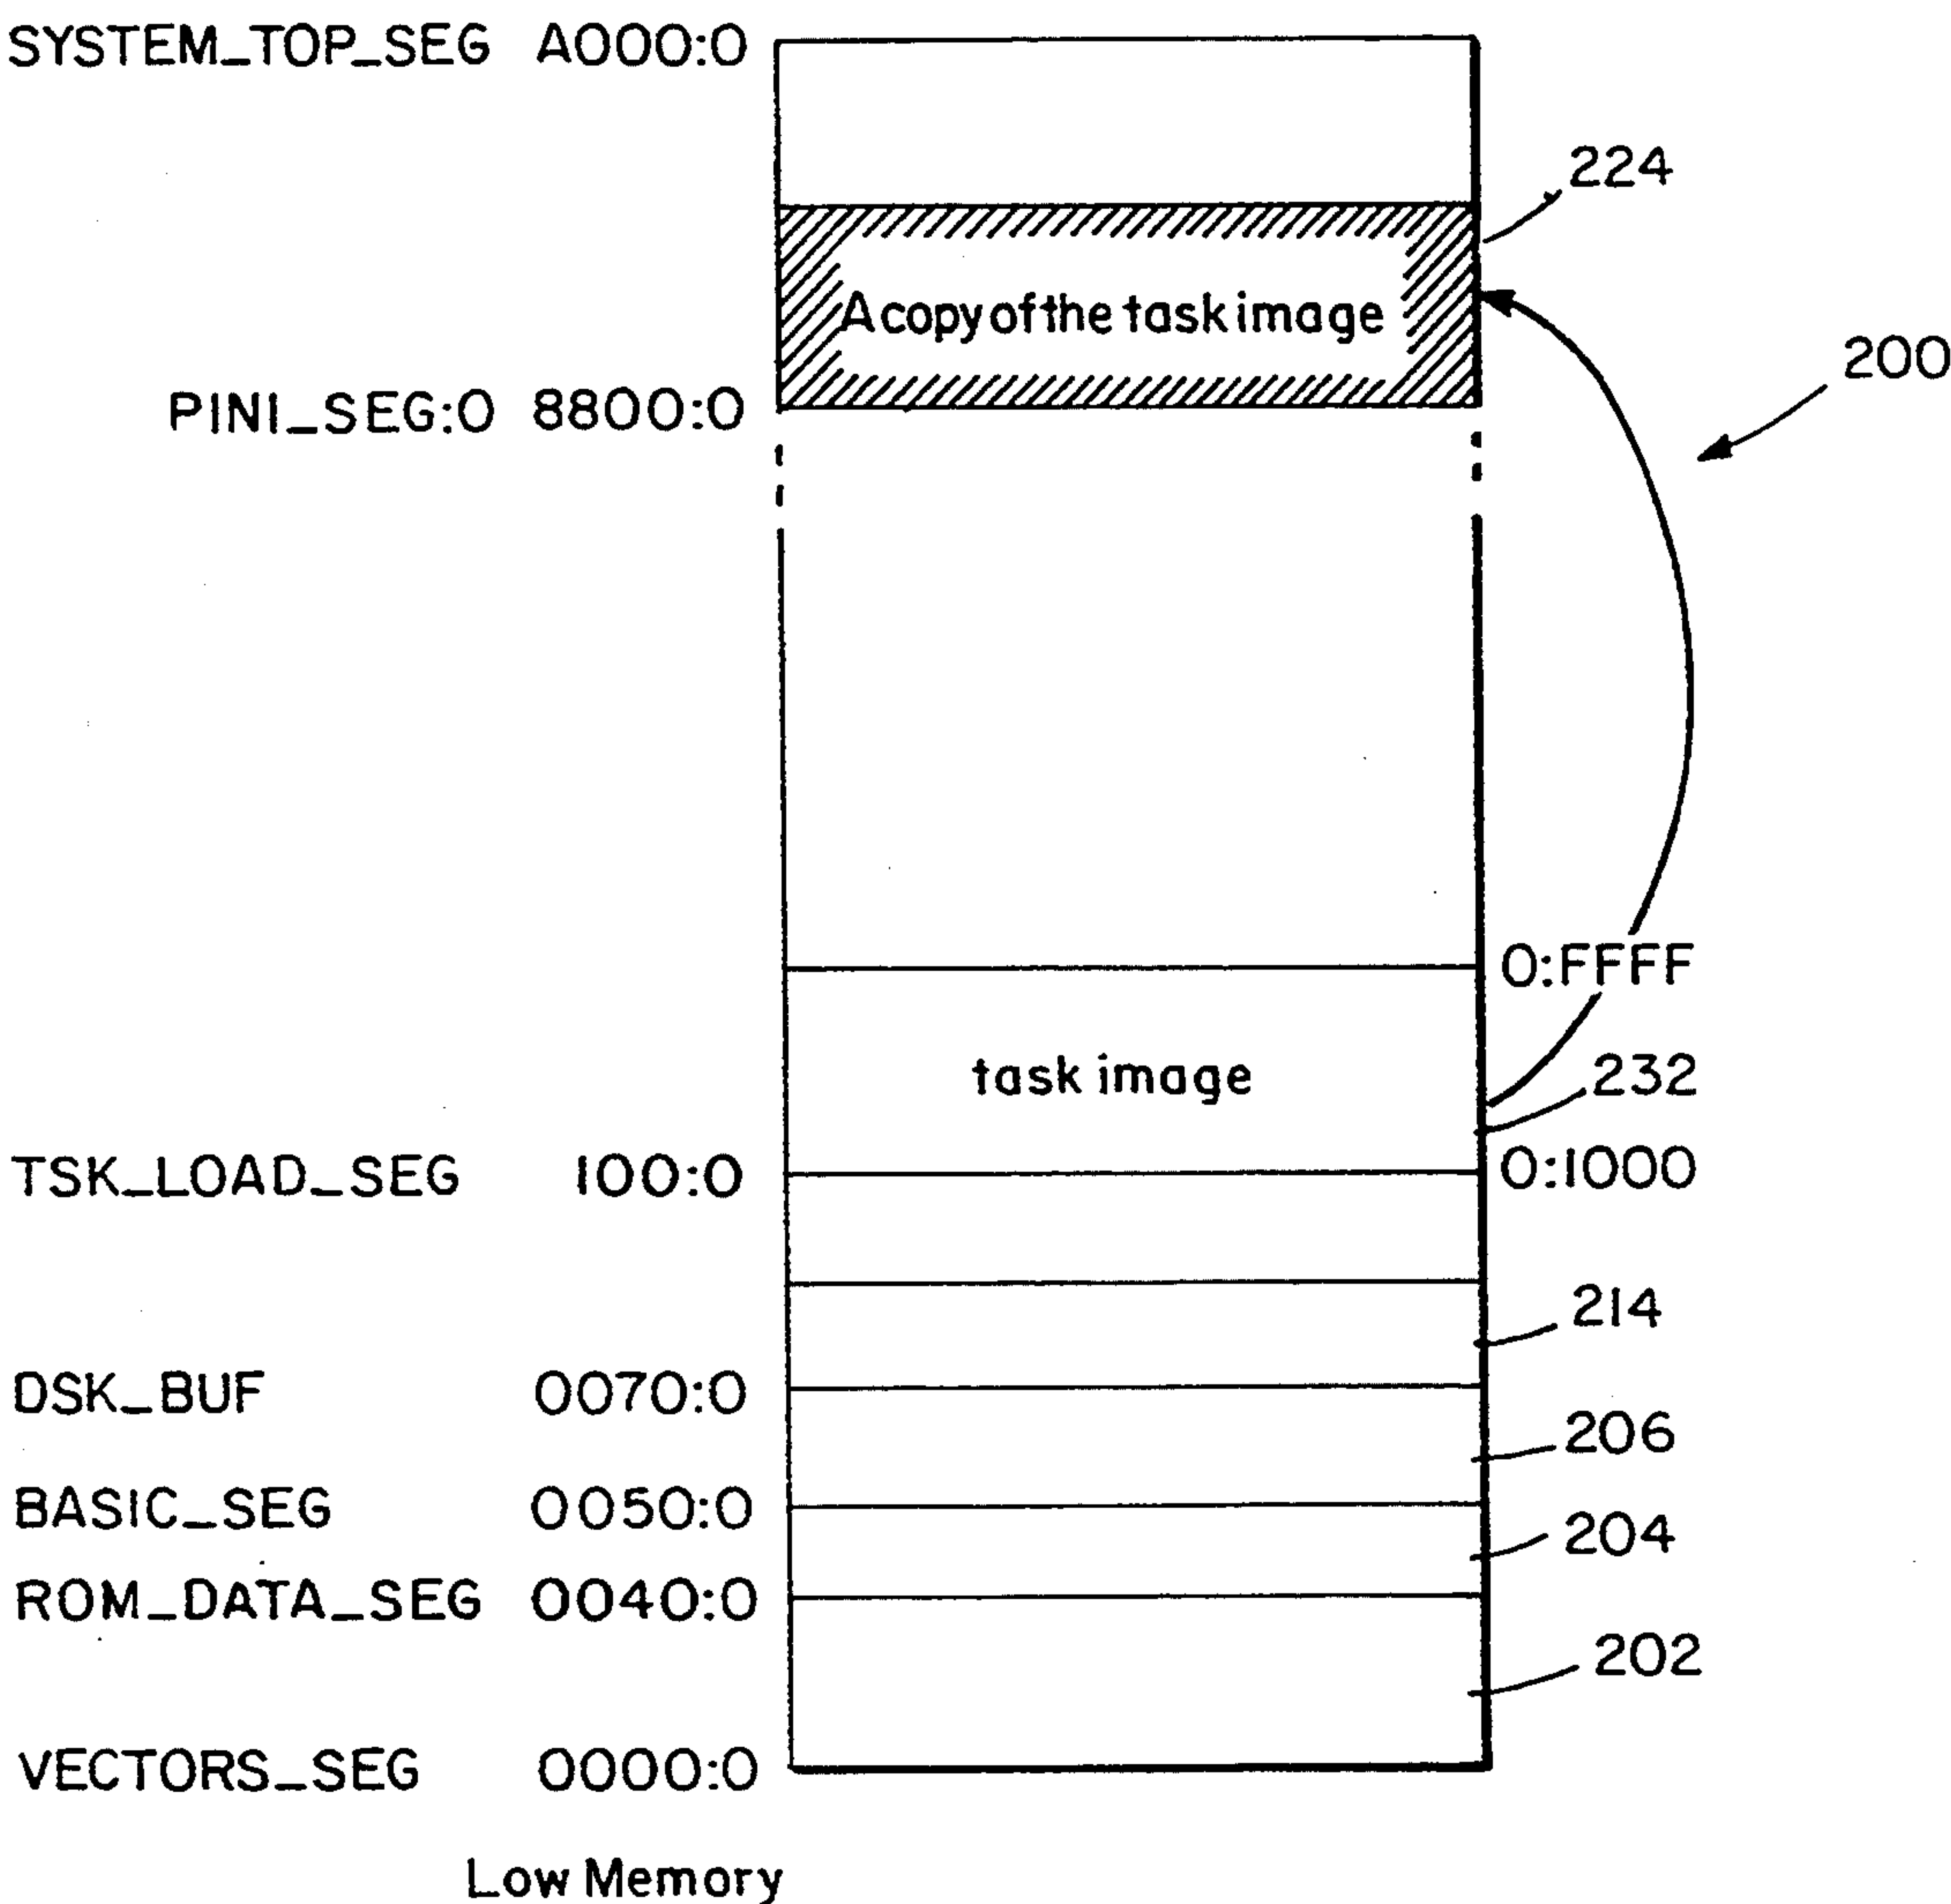 SYSTEM_TOP_SEG A000:0
224
A copy of the task image
200
PINI_SEG:0 8800:0
0:FFFF
task image
232
TSK_LOAD_SEG 100:0
0:1000
214
DSK_BUF 0070:0
206
BASIC_SEG 0050:0
204
ROM_DATA_SEG 0040:0
202
VECTORS_SEG 0000:0
Low Memory